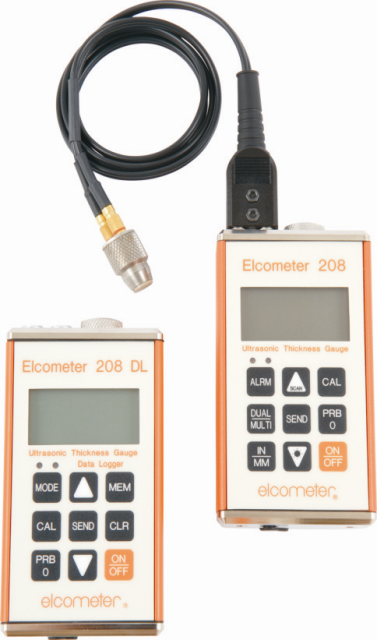 Elcometer 208
Ultrasonic Thickness Gauge
ALRM SCAN CAL
DUAL MULTI SEND PRB 0
IN MM ON OFF
elcometer®
Elcometer 208 DL
Ultrasonic Thickness Gauge
Data Logger
MODE MEM
CAL SEND CLR
PRB 0 ON OFF
elcometer®